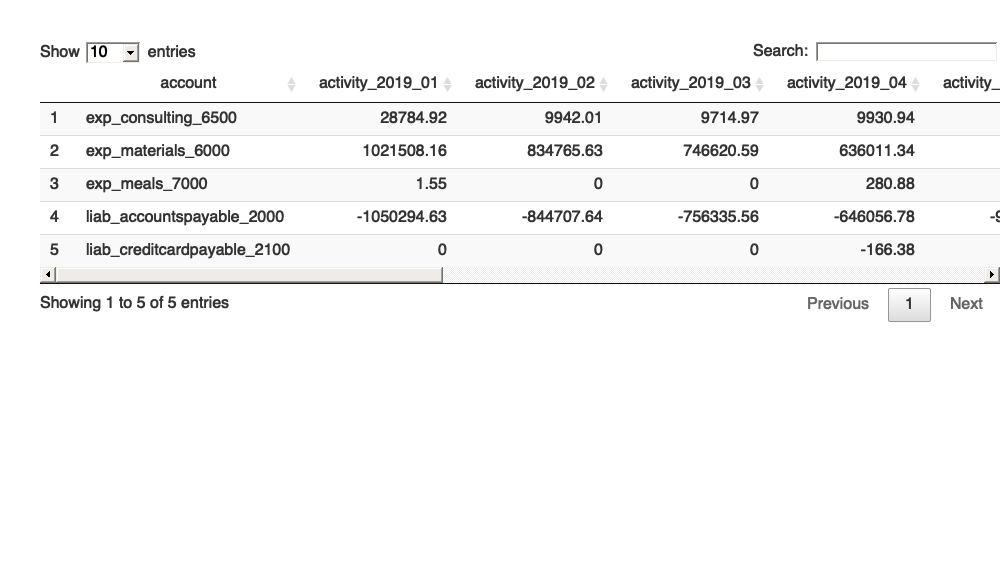 Show 10 entries Search:
account activity_2019_01 activity_2019_02 activity_2019_03 activity_2019_04 activity_
1 exp_consulting_6500 28784.92 9942.01 9714.97 9930.94
2 exp_materials_6000 1021508.16 834765.63 746620.59 636011.34
3 exp_meals_7000 1.55 0 0 280.88
4 liab_accountspayable_2000 -1050294.63 -844707.64 -756335.56 -646056.78 -9
5 liab_creditcardpayable_2100 0 0 0 -166.38
Showing 1 to 5 of 5 entries Previous 1 Next